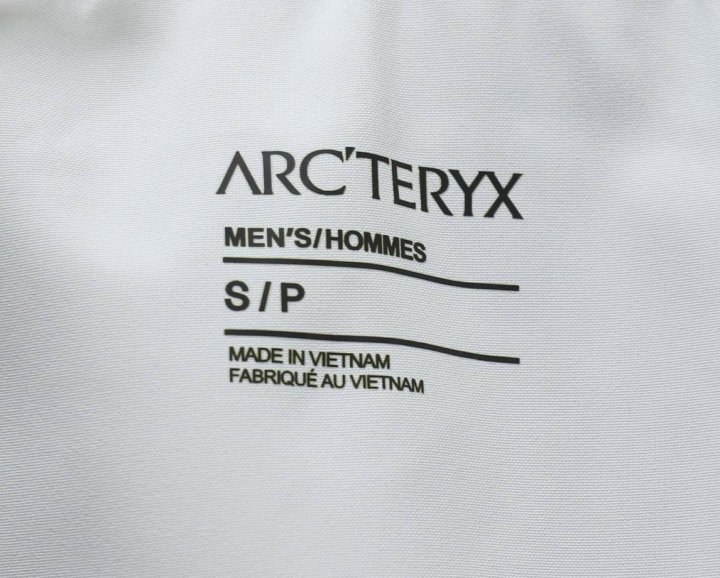 ARC'TERYX
MEN'S/HOMMES
S/P
MADE IN VIETNAM
FABRIQUÉ AU VIETNAM